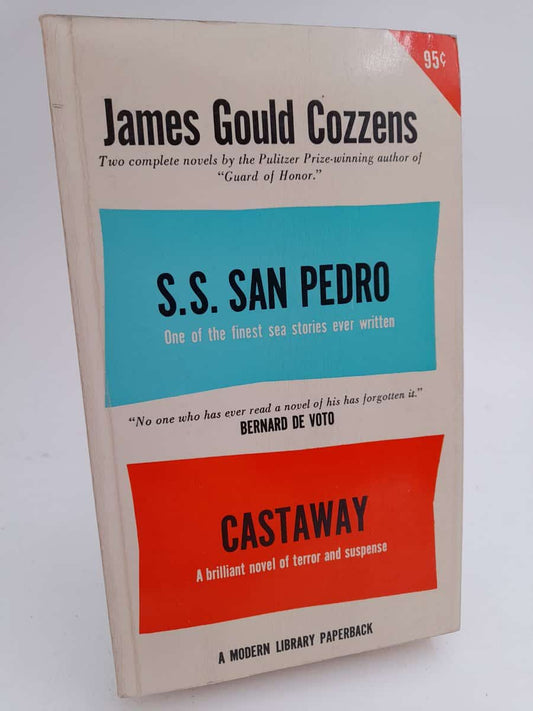 95¢
James Gould Cozzens
Two complete novels by the Pulitzer Prize-winning author of
“Guard of Honor.”
S.S. SAN PEDRO
One of the finest sea stories ever written
“No one who has ever read a novel of his has forgotten it.”
BERNARD DE VOTO
CASTAWAY
A brilliant novel of terror and suspense
A MODERN LIBRARY PAPERBACK